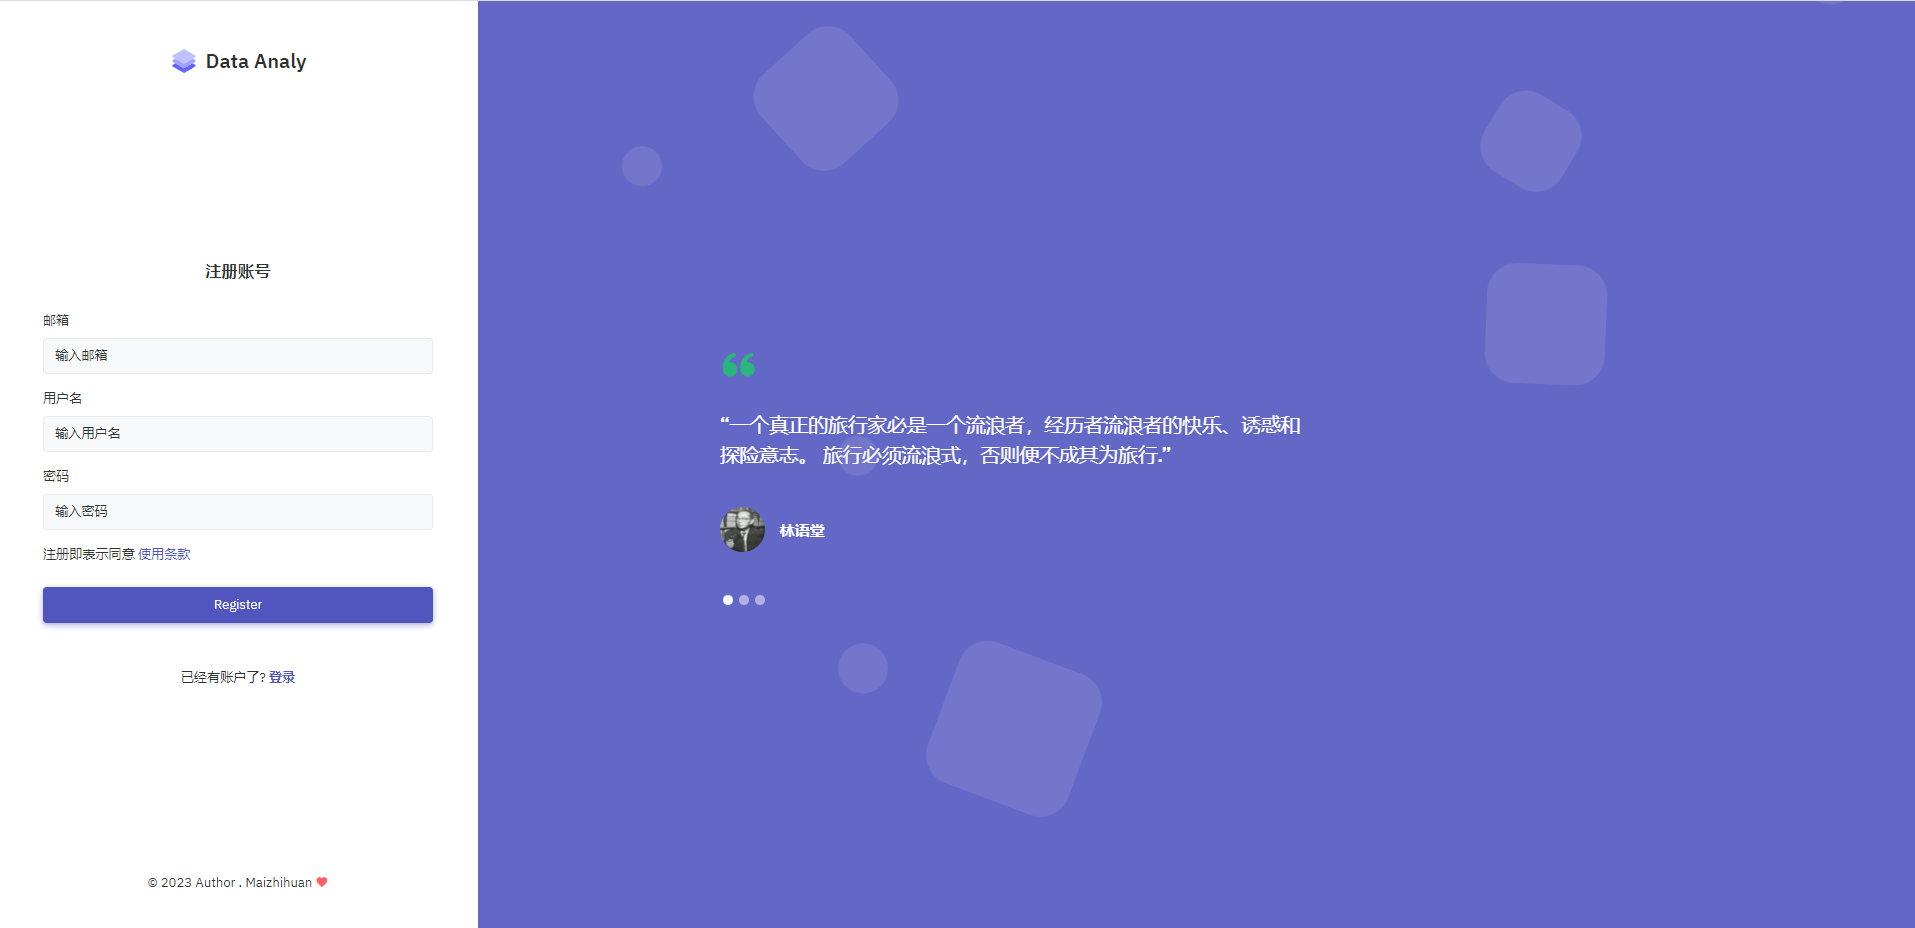 Data Analy
注册账号
邮箱
输入邮箱
用户名
输入用户名
密码
输入密码
注册即表示同意 使用条款
Register
已经有账户了? 登录
© 2023 Author . Maizhihuan
“一个真正的旅行家必是一个流浪者，经历者流浪者的快乐、诱惑和
探险意志。 旅行必须流浪式，否则便不成其为旅行.”
林语堂